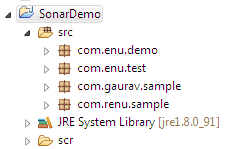 SonarDemo
src
com.enu.demo
com.enu.test
com.gaurav.sample
com.renu.sample
JRE System Library [jre1.8.0_91]
scr